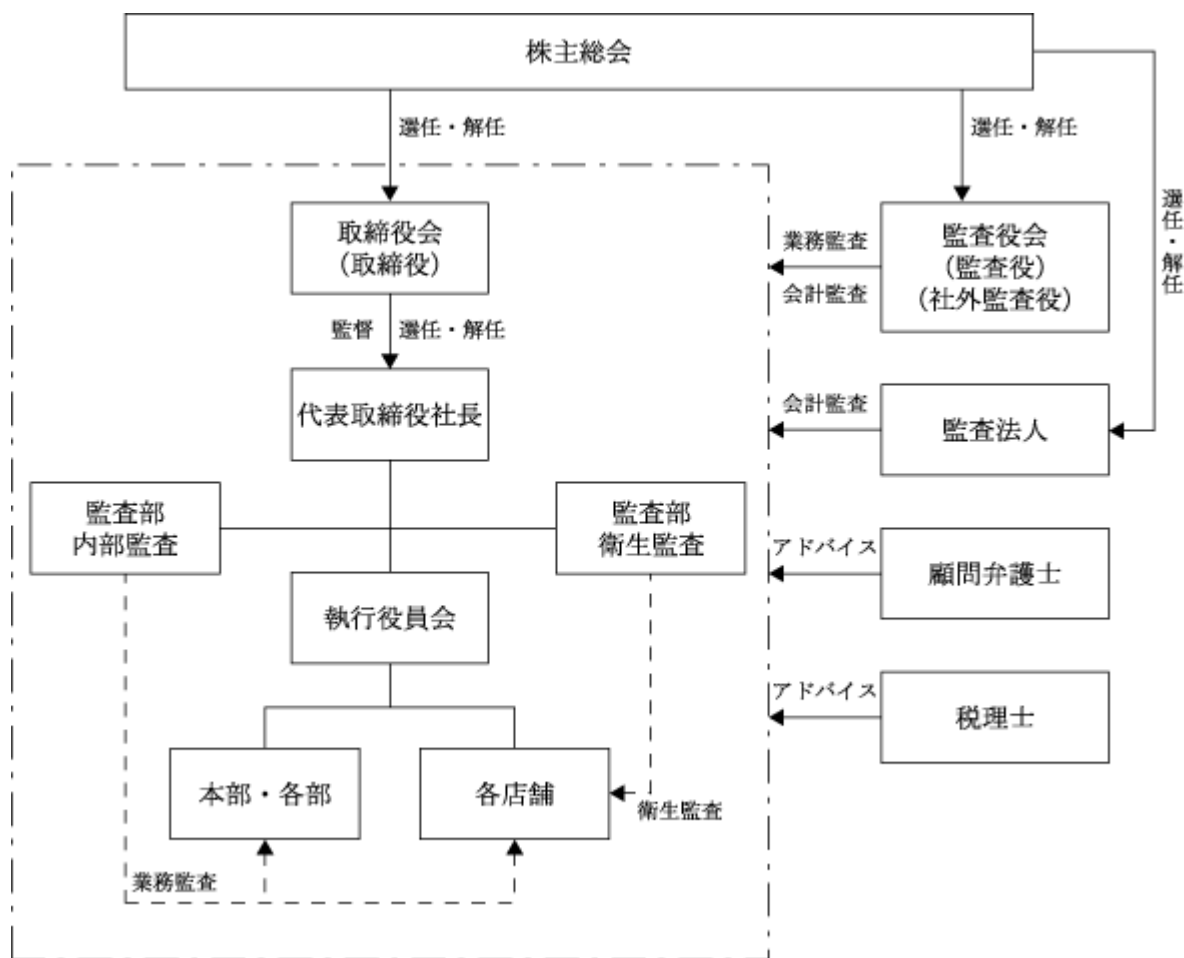 株主総会
選任・解任
選任・解任
選任・解任
取締役会
（取締役）
業務監査
会計監査
監査役会
（監査役）
（社外監査役）
監督
選任・解任
代表取締役社長
会計監査
監査法人
監査部
内部監査
監査部
衛生監査
アドバイス
顧問弁護士
執行役員会
アドバイス
税理士
本部・各部
各店舗
衛生監査
業務監査